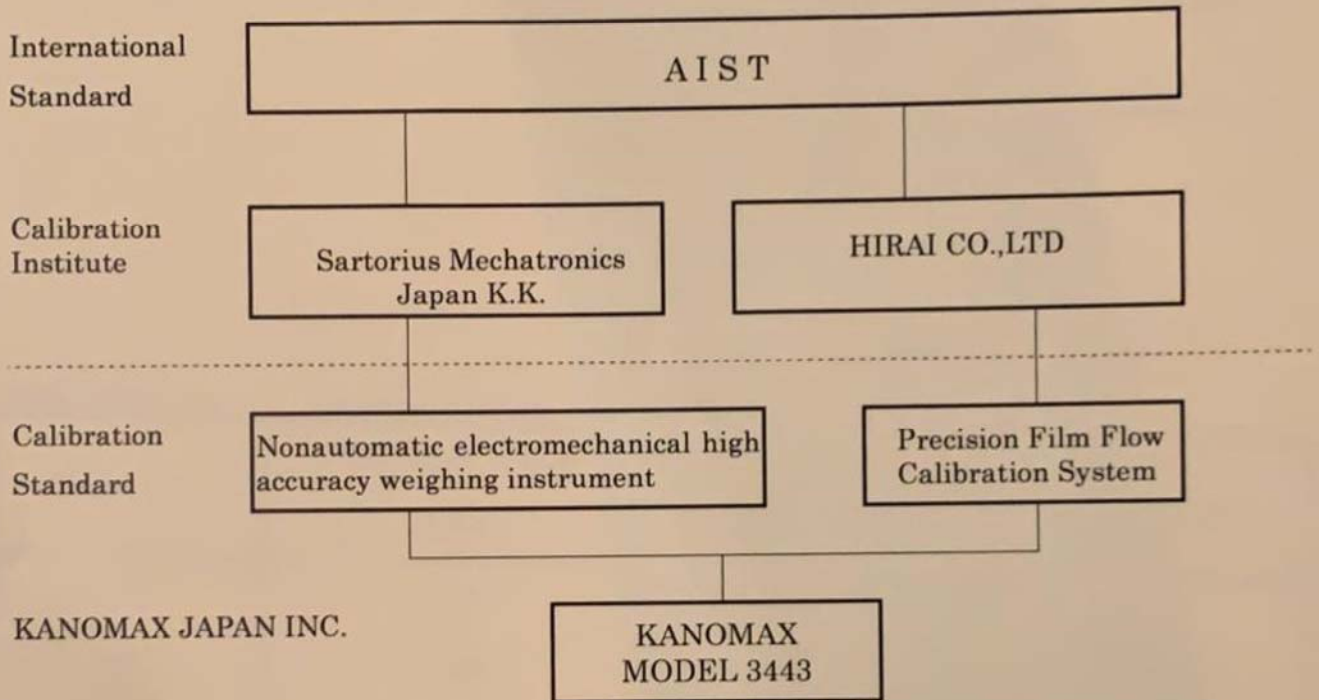 International
Standard
AIST
Calibration
Institute
Sartorius Mechatronics
Japan K.K.
HIRAI CO.,LTD
Calibration
Standard
Nonautomatic electromechanical high
accuracy weighing instrument
Precision Film Flow
Calibration System
KANOMAX JAPAN INC.
KANOMAX
MODEL 3443